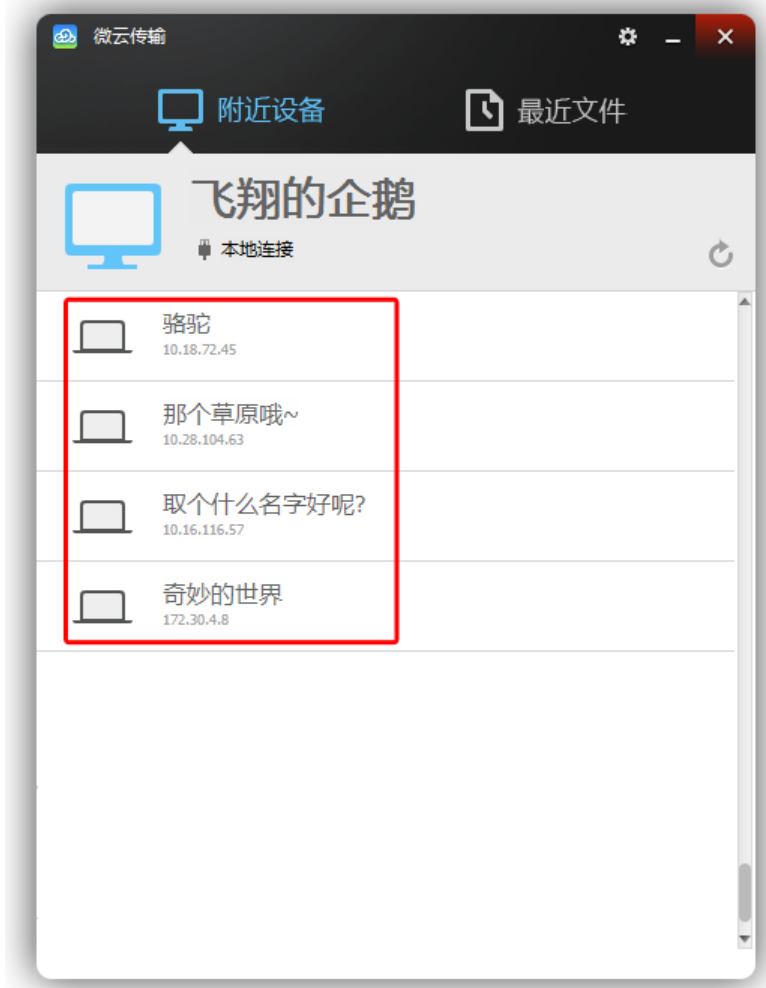 微云传输
附近设备
最近文件
飞翔的企鹅
本地连接
骆驼
10.18.72.45
那个草原哦~
10.28.104.63
取个什么名字好呢?
10.16.116.57
奇妙的世界
172.30.4.8